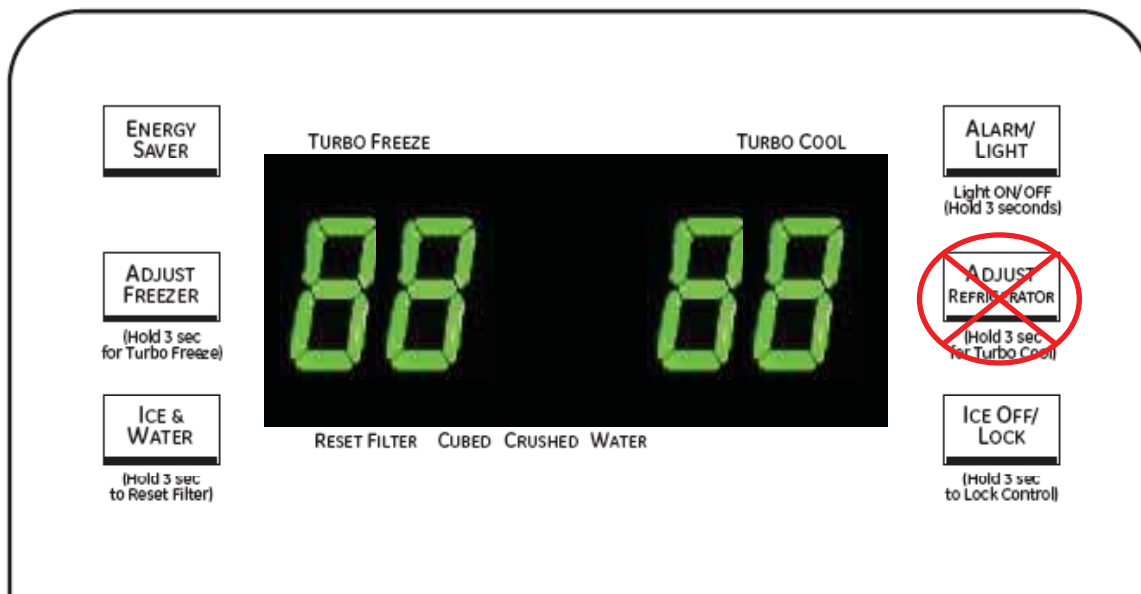 ENERGY
SAVER
TURBO FREEZE
TURBO COOL
ALARM/
LIGHT
Light ON/OFF
(Hold 3 seconds)
88
88
ADJUST
FREEZER
(Hold 3 sec
for Turbo Freeze)
ADJUST
REFRIGERATOR
(Hold 3 sec
for Turbo Cool)
ICE &
WATER
(Hold 3 sec
to Reset Filter)
RESET FILTER CUBED CRUSHED WATER
ICE OFF/
LOCK
(Hold 3 sec
to Lock Control)